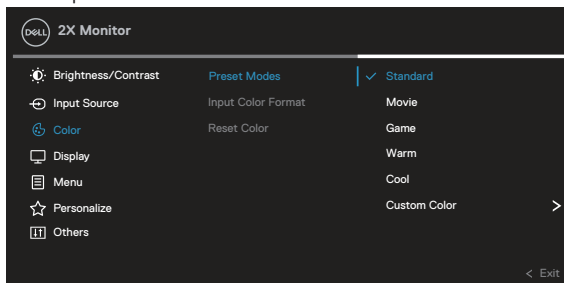 DELL 2X Monitor
Brightness/Contrast Preset Modes Standard
Input Source Input Color Format Movie
Color Reset Color Game
Display Warm
Menu Cool
Personalize Custom Color >
Others
< Exit